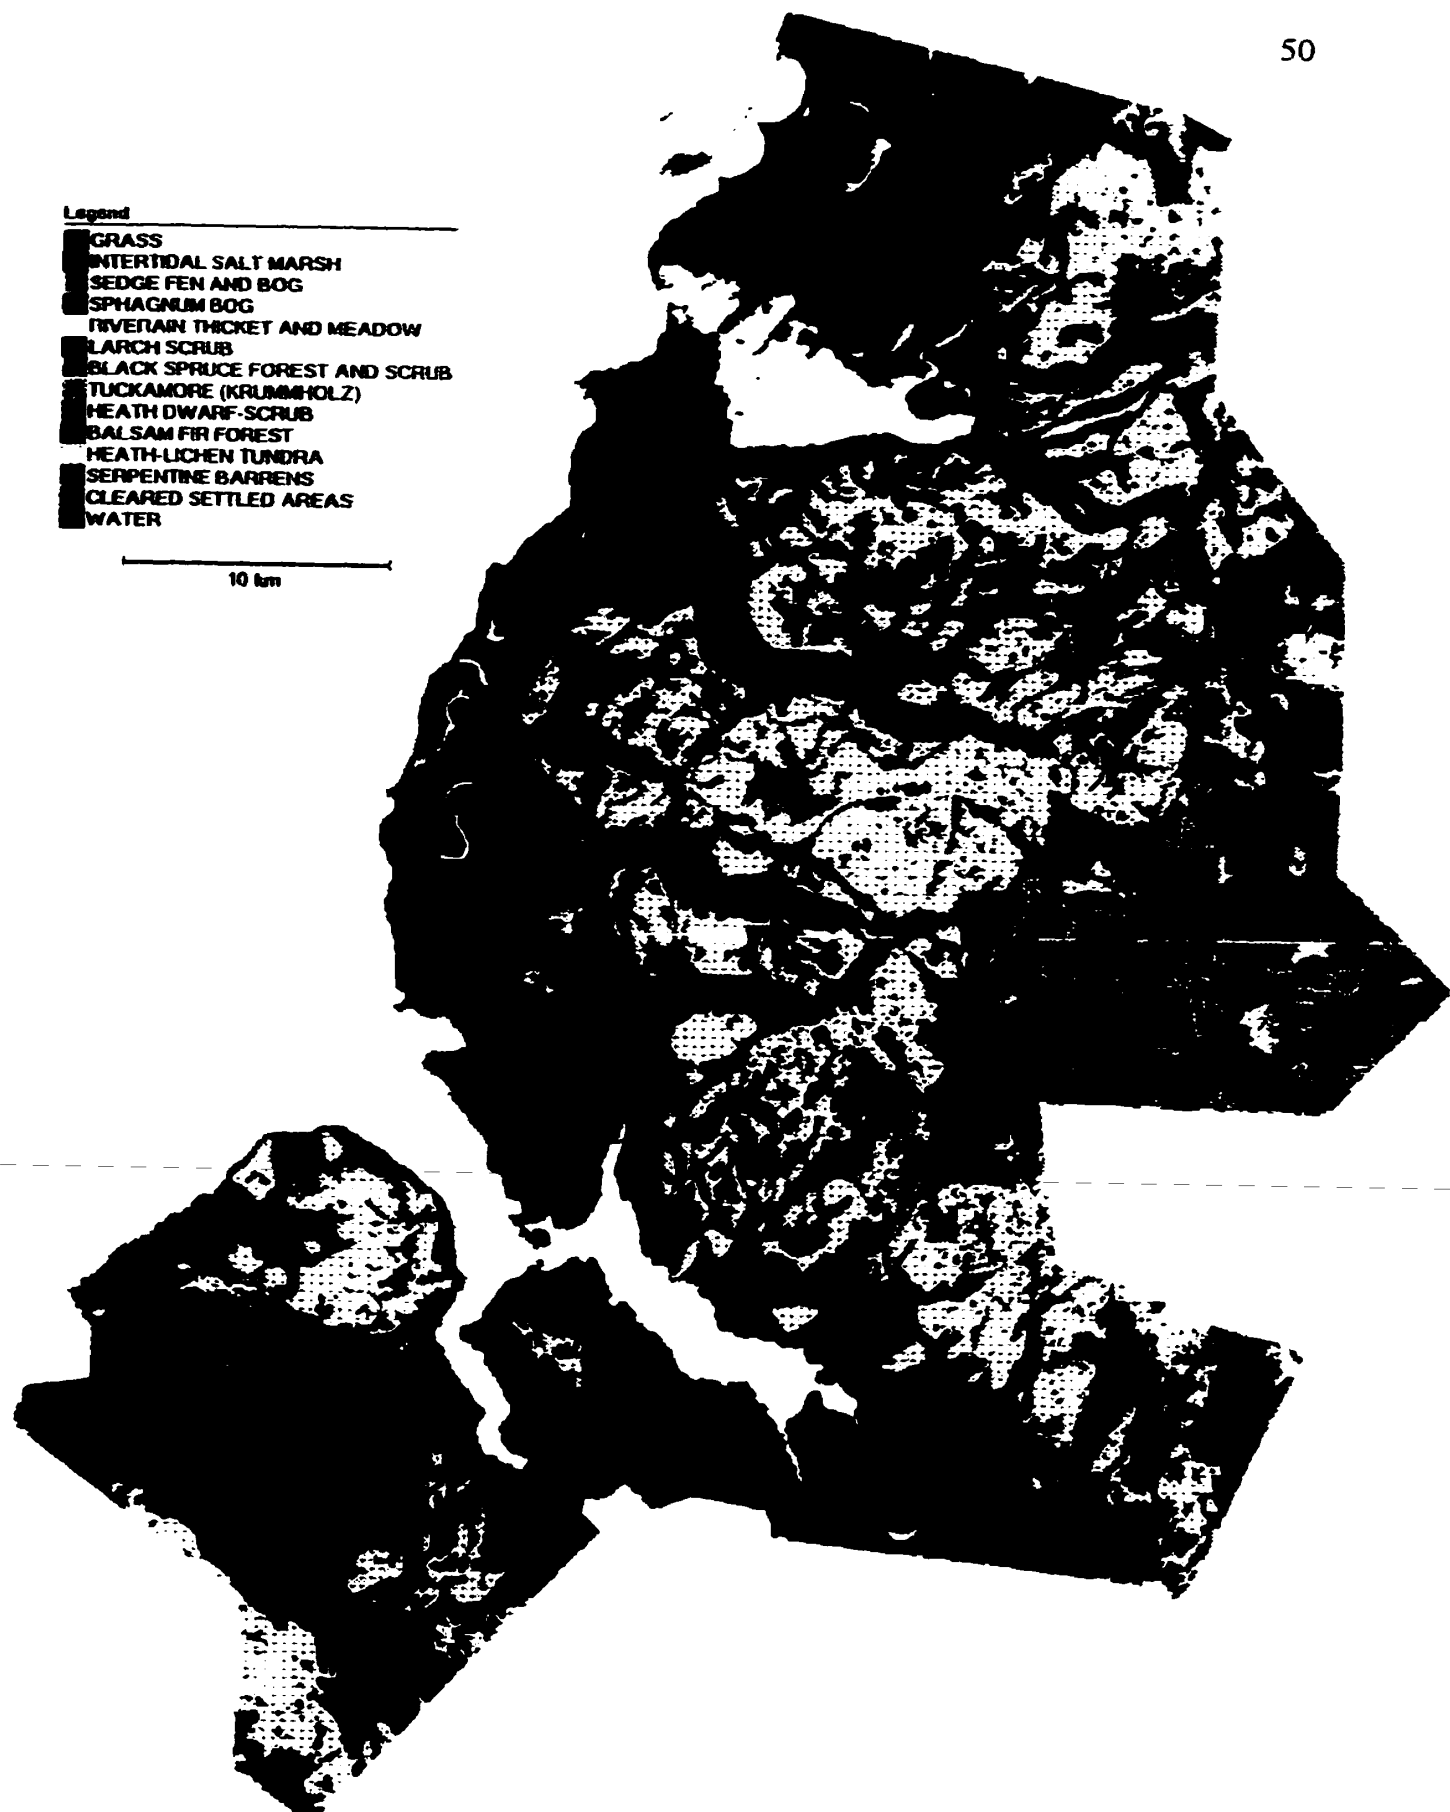 50
Legend
GRASS
INTERTIDAL SALT MARSH
SEDGE FEN AND BOG
SPHAGNUM BOG
RIVERAIN THICKET AND MEADOW
LARCH SCRUB
BLACK SPRUCE FOREST AND SCRUB
TUCKAMORE (KRUMMHOLZ)
HEATH DWARF-SCRUB
BALSAM FIR FOREST
HEATH-LICHEN TUNDRA
SERPENTINE BARRENS
CLEARED SETTLED AREAS
WATER
10 km